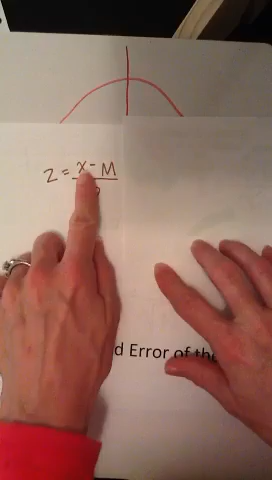 z = x - M
d Error of the